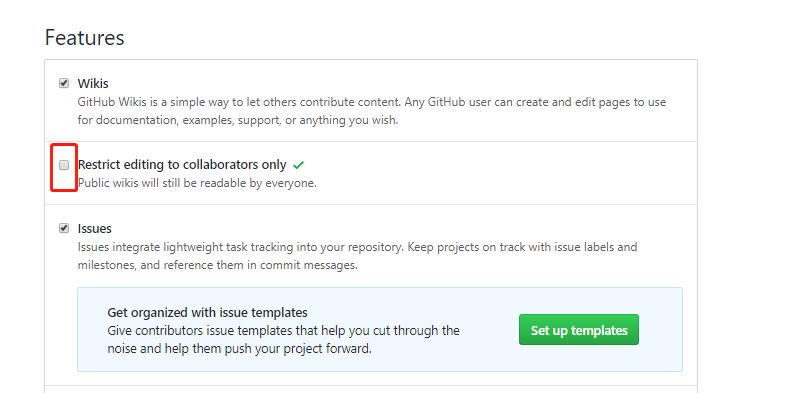 Features
Wikis
GitHub Wikis is a simple way to let others contribute content. Any GitHub user can create and edit pages to use
for documentation, examples, support, or anything you wish.
Restrict editing to collaborators only
Public wikis will still be readable by everyone.
Issues
Issues integrate lightweight task tracking into your repository. Keep projects on track with issue labels and
milestones, and reference them in commit messages.
Get organized with issue templates
Give contributors issue templates that help you cut through the
noise and help them push your project forward.
Set up templates